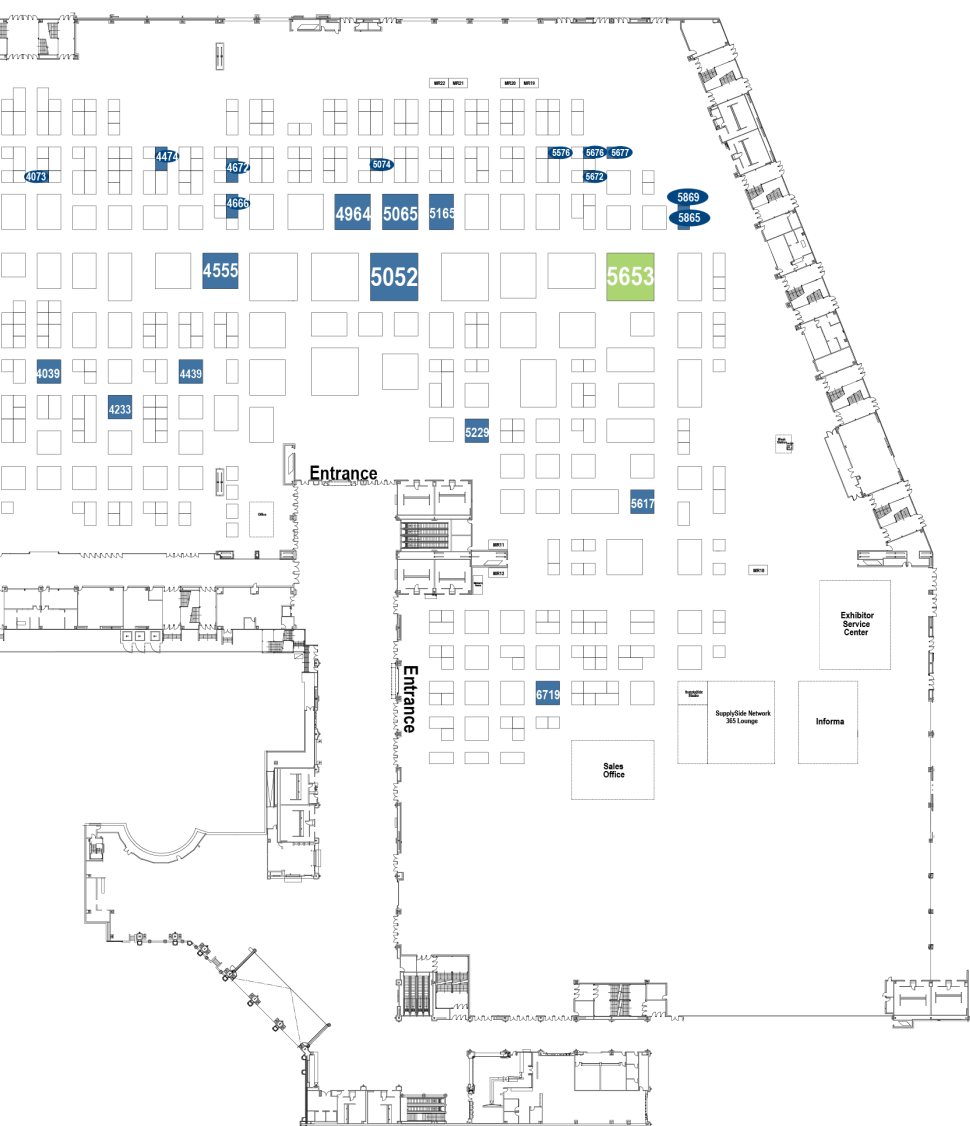 MR22 MR21 MR20 MR19
4474 5576 5676 5677
4672 5074
4073 5672
4666 4964 5065 5165 5869
5865
4555 5052 5653
4039 4439
4233
5229
Entrance
Office
5617
MR11
MR12
MR18
Exhibitor
Service
Center
Entrance
6719
SupplySide
Studio
SupplySide Network
365 Lounge
Informa
Sales
Office